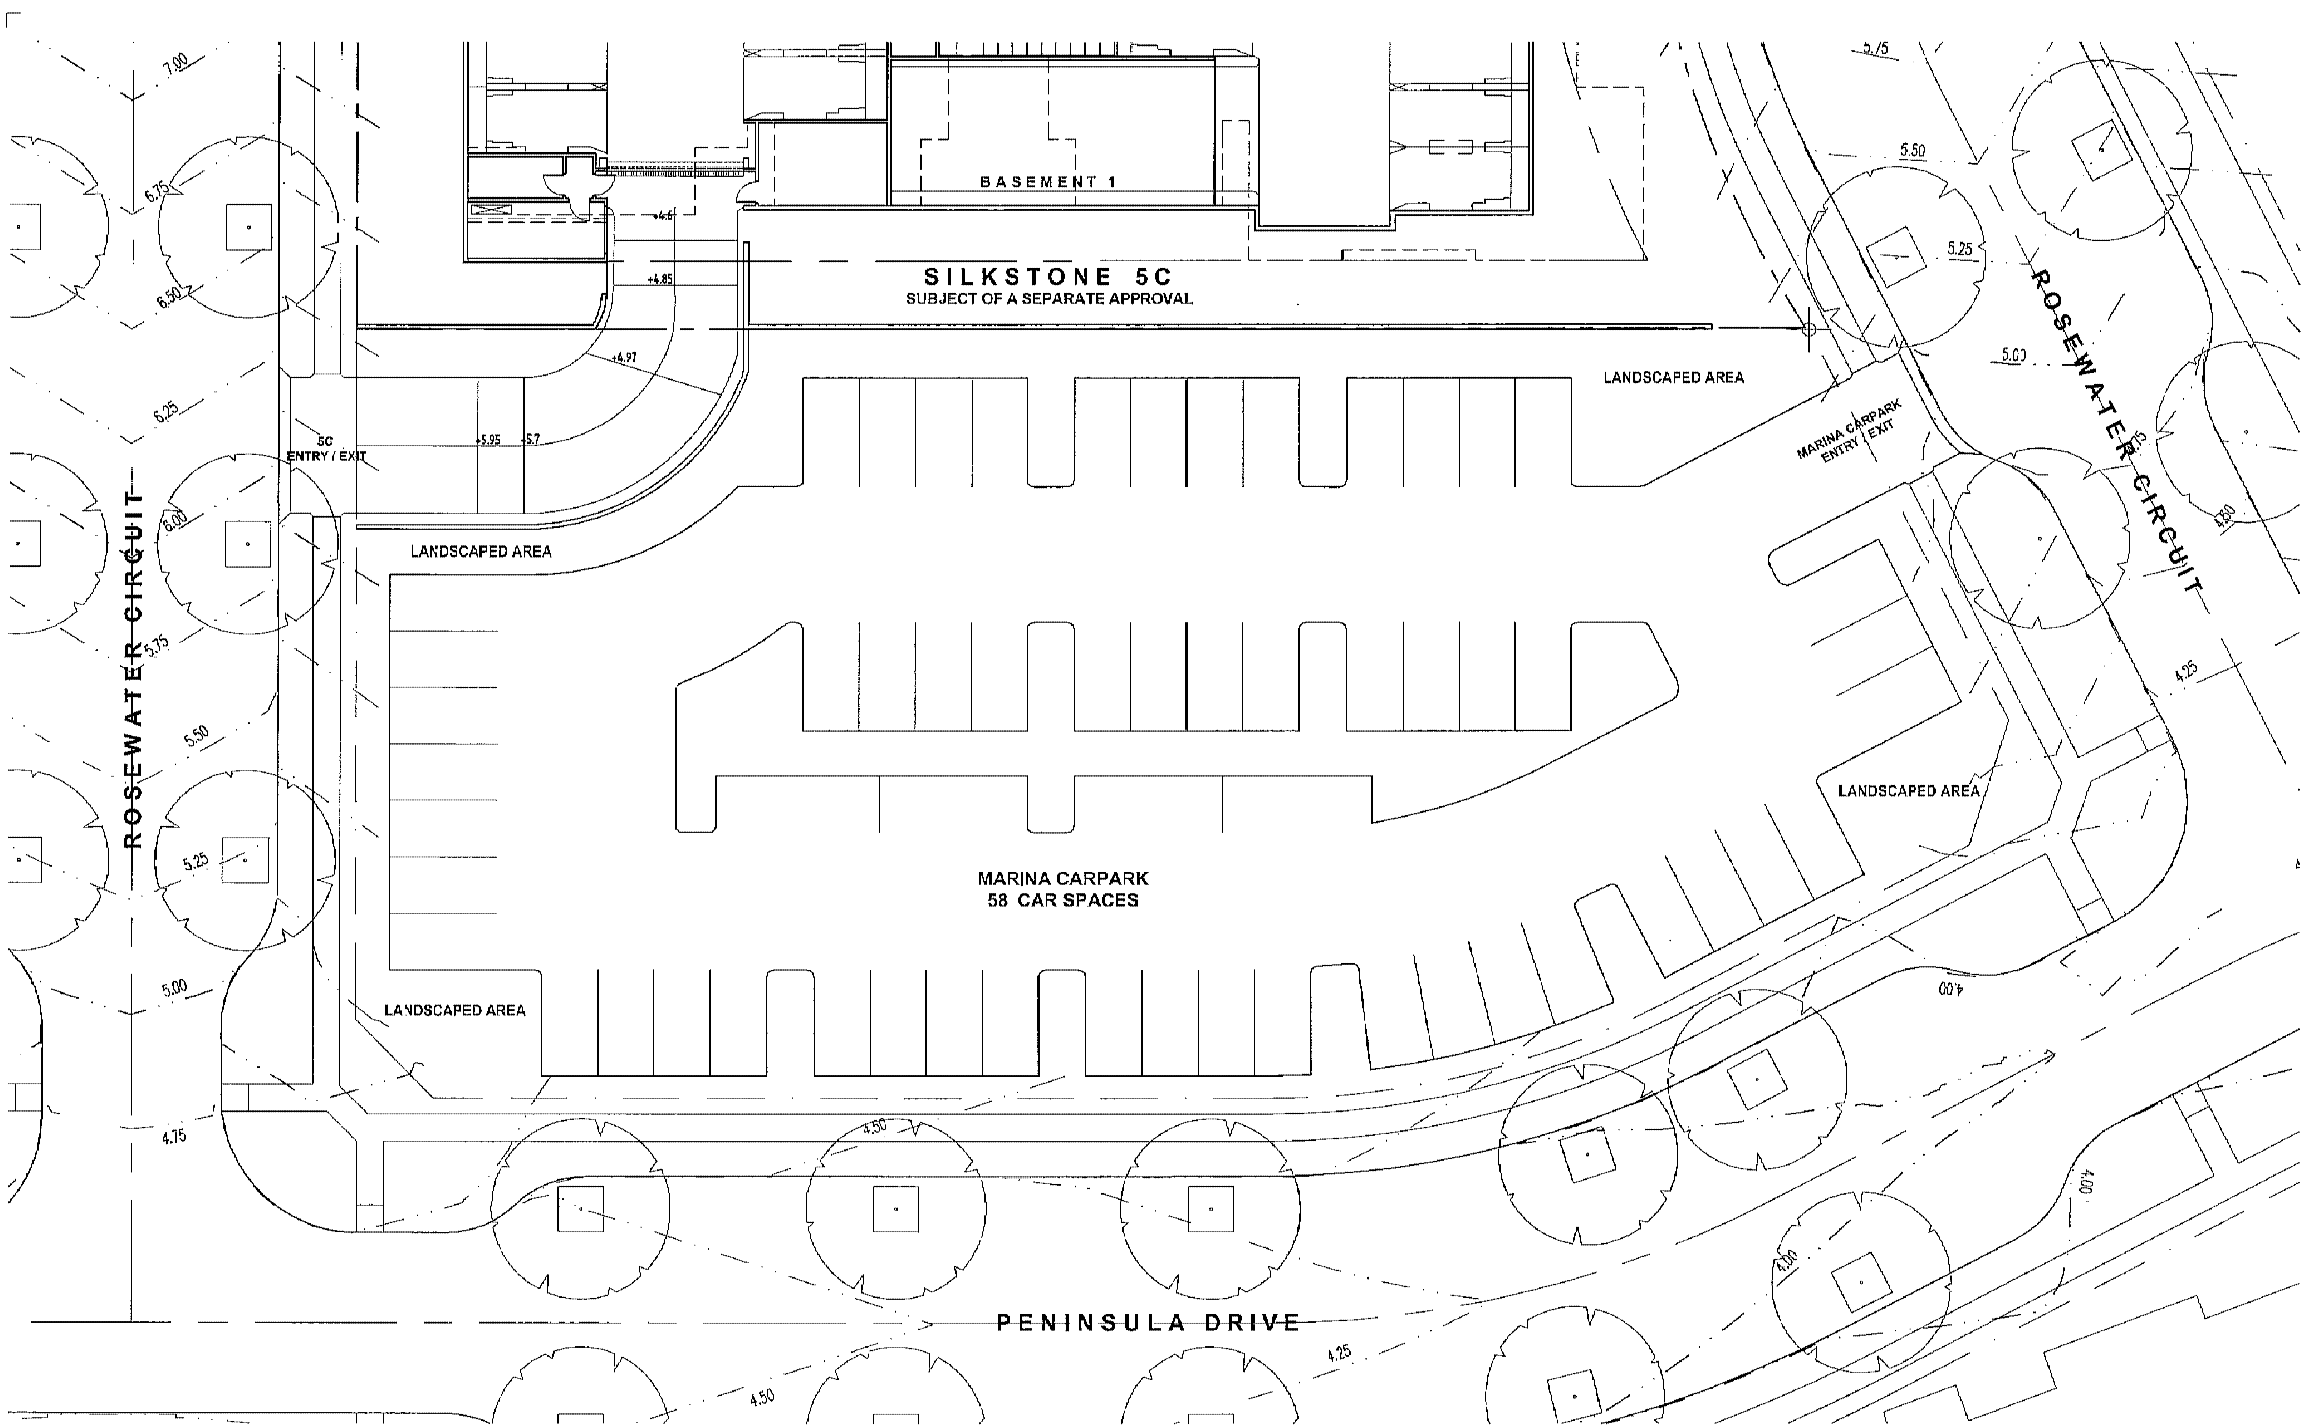 7.00
5.75
5.50
BASEMENT 1
6.75
+4.6
5.25
SILKSTONE 5C
+4.85
SUBJECT OF A SEPARATE APPROVAL
6.50
ROSEWATER CIRCUIT
+4.97
5.00
LANDSCAPED AREA
6.25
MARINA CARPARK
ENTRY / EXIT
5C
ENTRY / EXIT
+5.95
+5.7
4.80
6.00
LANDSCAPED AREA
ROSEWATER CIRCUIT
5.75
4.25
5.50
LANDSCAPED AREA
5.25
MARINA CARPARK
58 CAR SPACES
5.00
4.00
LANDSCAPED AREA
4.75
4.50
4.00
4.00
PENINSULA DRIVE
4.25
4.50